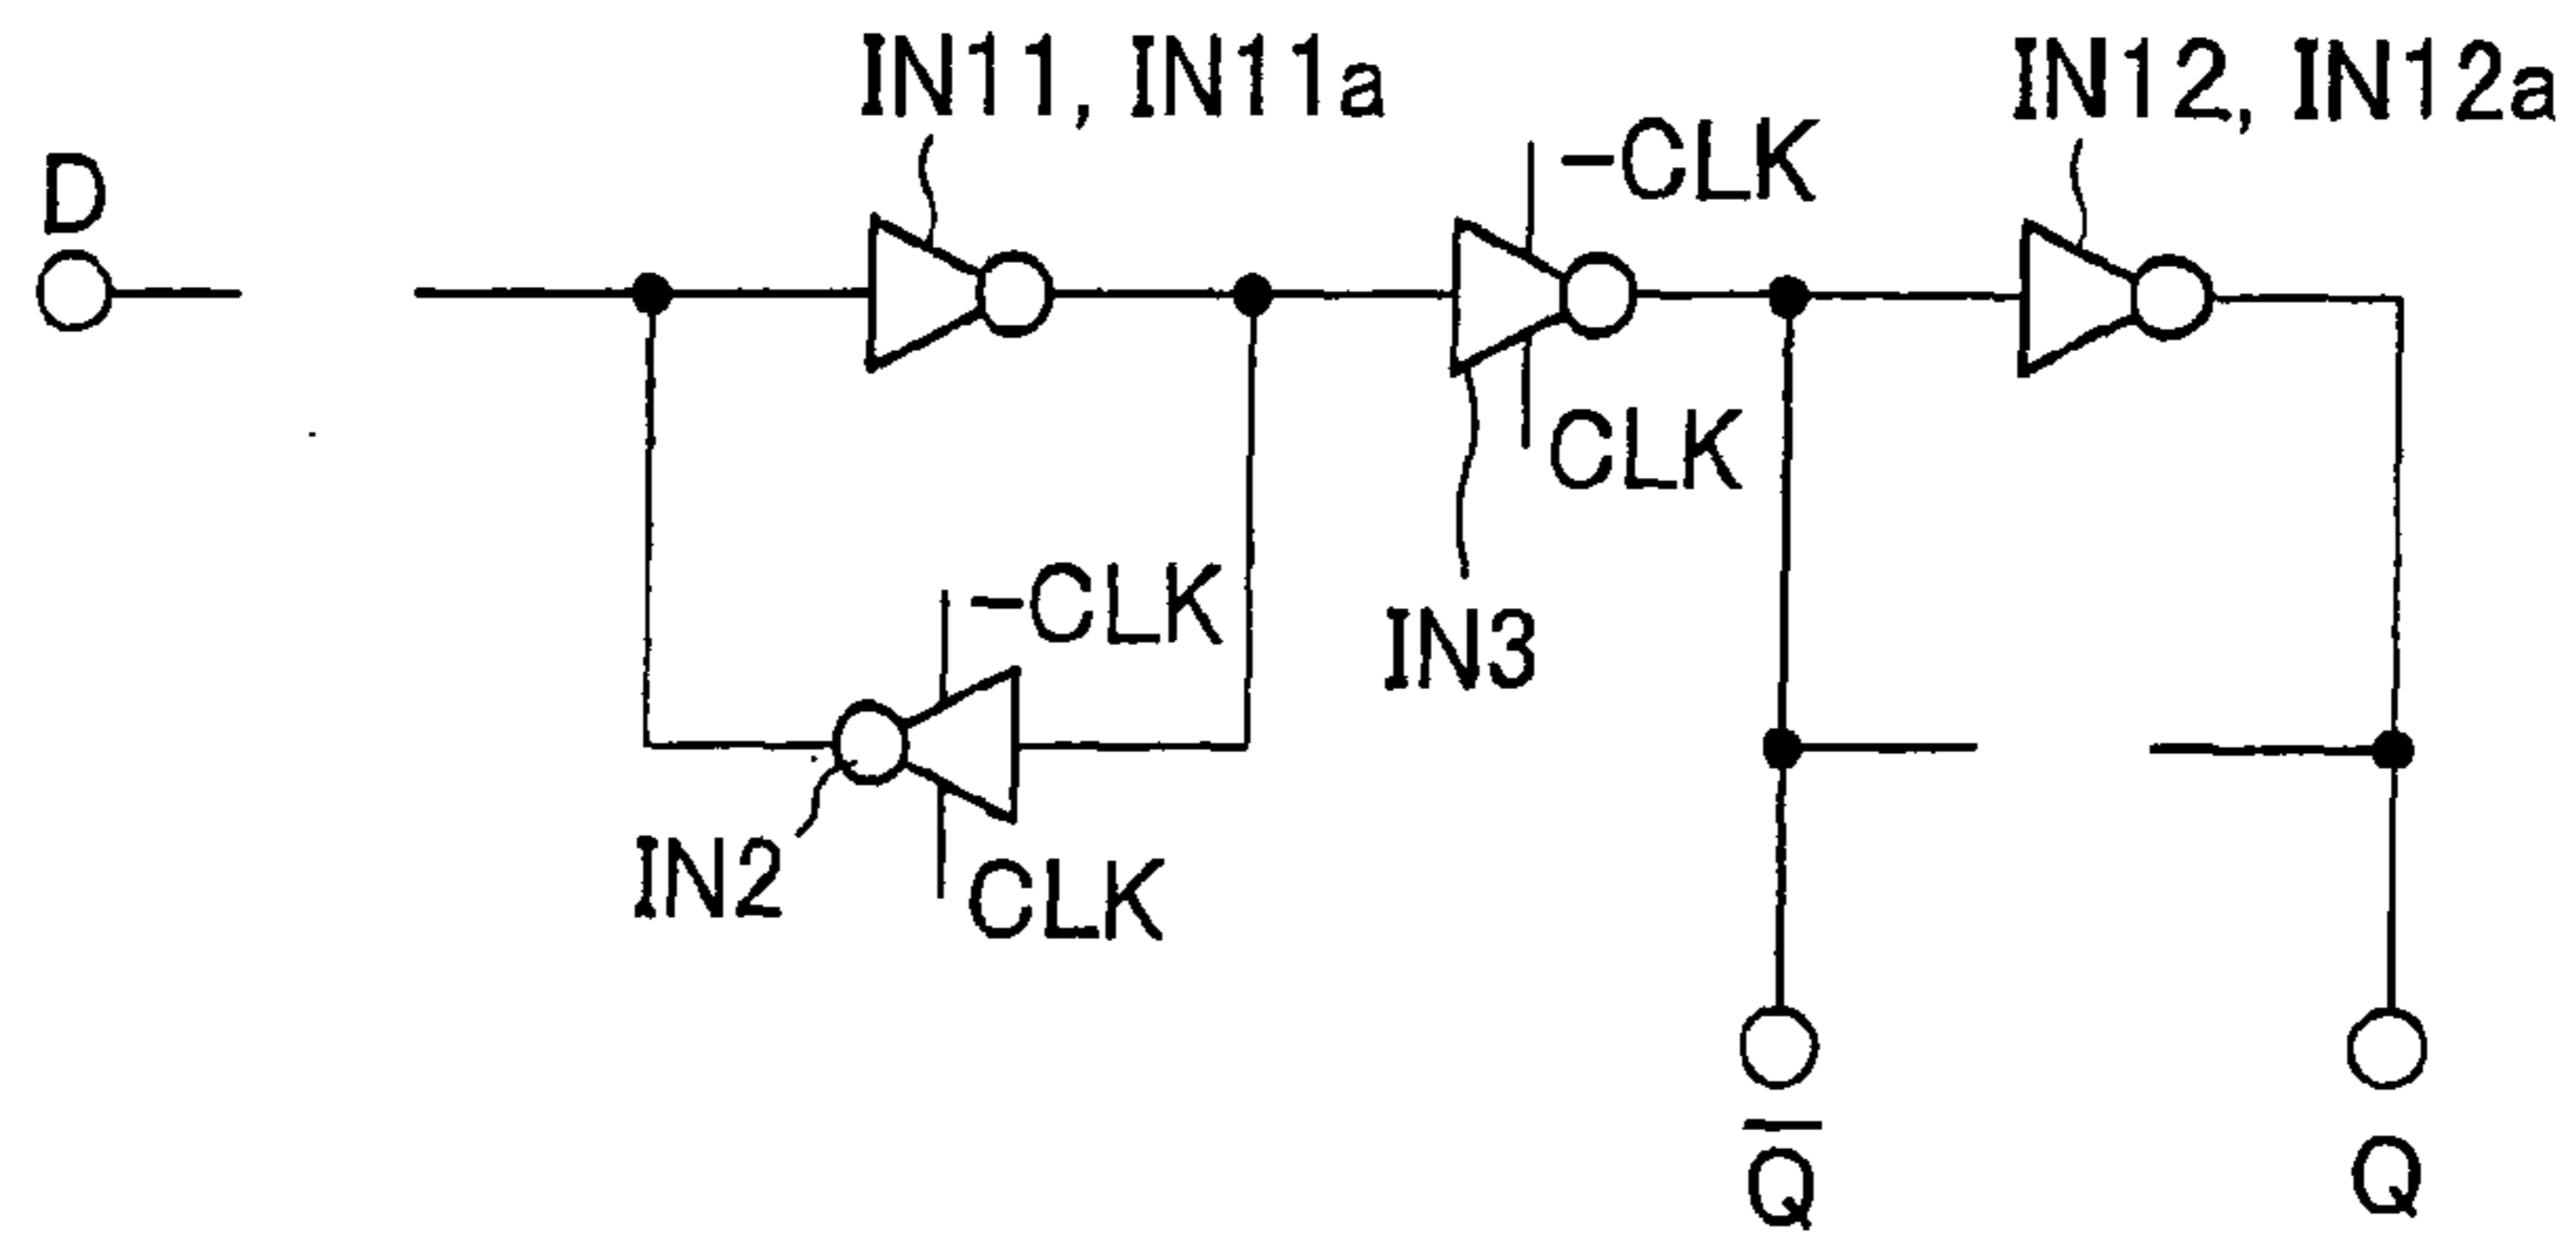 IN11, IN11a
IN12, IN12a
-CLK
D
CLK
-CLK
IN3
IN2
CLK
Q̅
Q